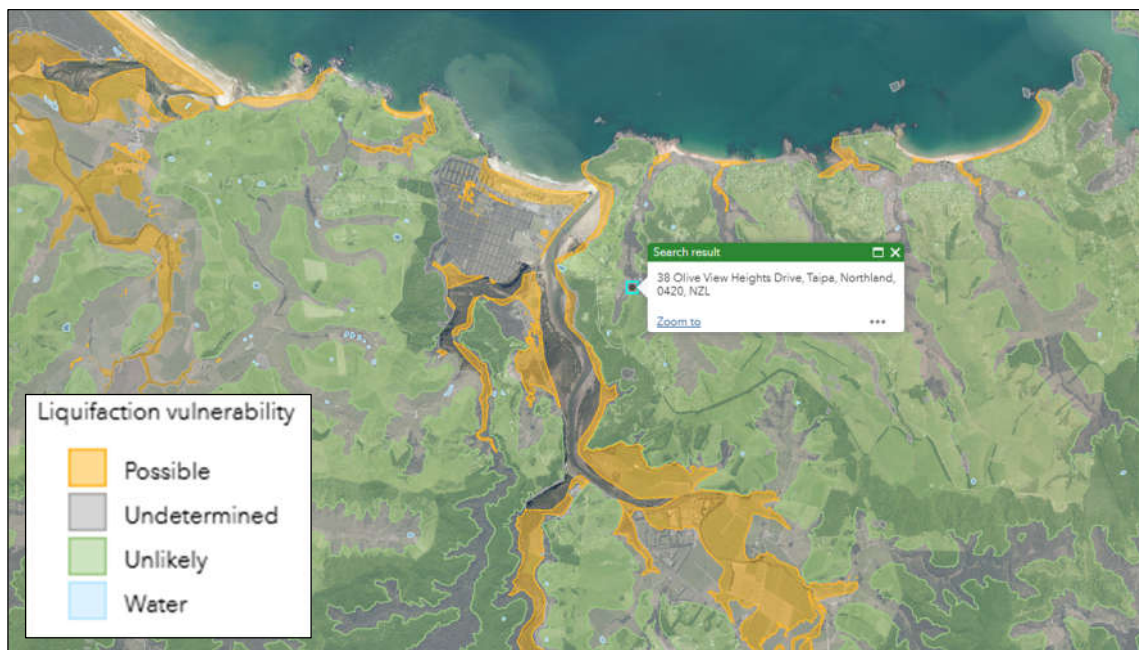 Search result
38 Olive View Heights Drive, Taipa, Northland,
0420, NZL
Zoom to
Liquifaction vulnerability
Possible
Undetermined
Unlikely
Water